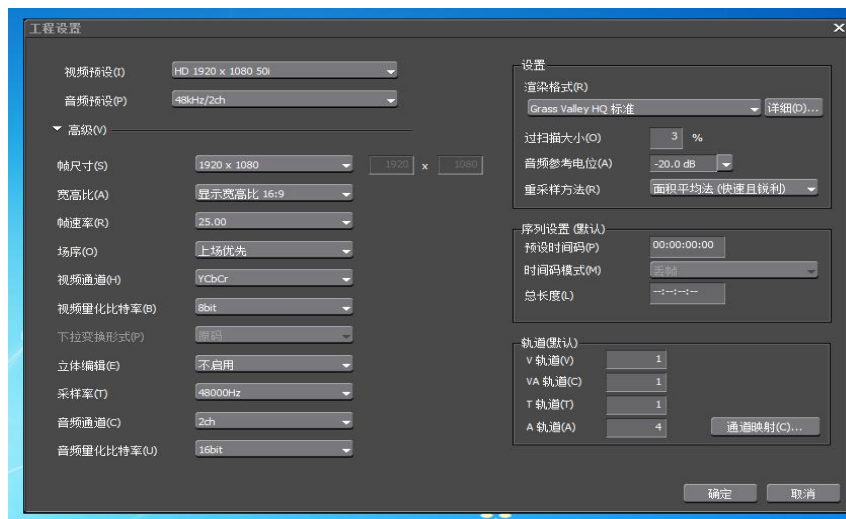 工程设置
视频预设(I) HD 1920 x 1080 50i
音频预设(P) 48kHz/2ch
高级(V)
帧尺寸(S) 1920 x 1080 1920 x 1080
宽高比(A) 显示宽高比 16:9
帧速率(R) 25.00
场序(O) 上场优先
视频通道(H) YCbCr
视频量化比特率(B) 8bit
下拉变换形式(P) 原码
立体编辑(E) 不启用
采样率(T) 48000Hz
音频通道(C) 2ch
音频量化比特率(U) 16bit
设置
渲染格式(R)
Grass Valley HQ 标准 详细(D)...
过扫描大小(O) 3 %
音频参考电位(A) -20.0 dB
重采样方法(R) 面积平均法 (快速且锐利)
序列设置 (默认)
预设时间码(P) 00:00:00:00
时间码模式(M) 丢帧
总长度(L) --:--:--:--
轨道(默认)
V 轨道(V) 1
VA 轨道(C) 1
T 轨道(T) 1
A 轨道(A) 4 通道映射(C)...
确定 取消